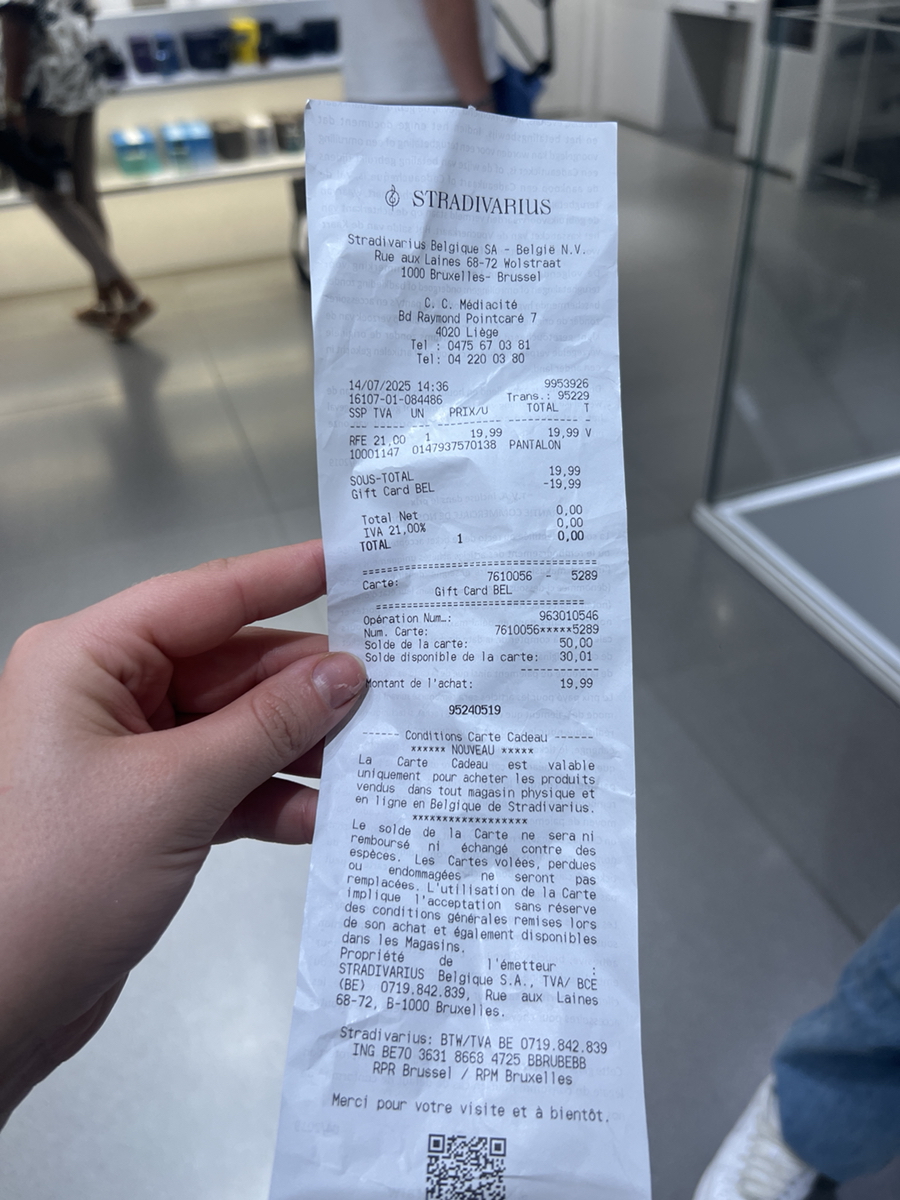 STRADIVARIUS
Stradivarius Belgique SA - België N.V.
Rue aux Laines 68-72 Wolstraat
1000 Bruxelles- Brussel
C. C. Médiacité
Bd Raymond Pointcaré 7
4020 Liège
Tel : 0475 67 03 81
Tel: 04 220 03 80
14/07/2025 14:36 9953926
16107-01-084486 Trans.: 95229
SSP TVA UN PRIX/U TOTAL T
RFE 21,00 1 19,99 19,99 V
10001147 0147937570138 PANTALON
SOUS-TOTAL 19,99
Gift Card BEL -19,99
Total Net 0,00
IVA 21,00% 0,00
TOTAL 1 0,00
==========================================
Carte: 7610056 - 5289
Gift Card BEL
==========================================
Opération Num.: 963010546
Num. Carte: 7610056*****5289
Solde de la carte: 50,00
Solde disponible de la carte: 30,01
------------
Montant de l'achat: 19,99
95240519
------ Conditions Carte Cadeau ------
****** NOUVEAU *****
La Carte Cadeau est valable
uniquement pour acheter les produits
vendus dans tout magasin physique et
en ligne en Belgique de Stradivarius.
******************
Le solde de la Carte ne sera ni
remboursé ni échangé contre des
espèces. Les Cartes volées, perdues
ou endommagées ne seront pas
remplacées. L'utilisation de la Carte
implique l'acceptation sans réserve
des conditions générales remises lors
de son achat et également disponibles
dans les Magasins.
Propriété de l'émetteur :
STRADIVARIUS Belgique S.A., TVA/ BCE
(BE) 0719.842.839, Rue aux Laines
68-72, B-1000 Bruxelles.
Stradivarius: BTW/TVA BE 0719.842.839
ING BE70 3631 8668 4725 BBRUBEBB
RPR Brussel / RPM Bruxelles
Merci pour votre visite et à bientôt.